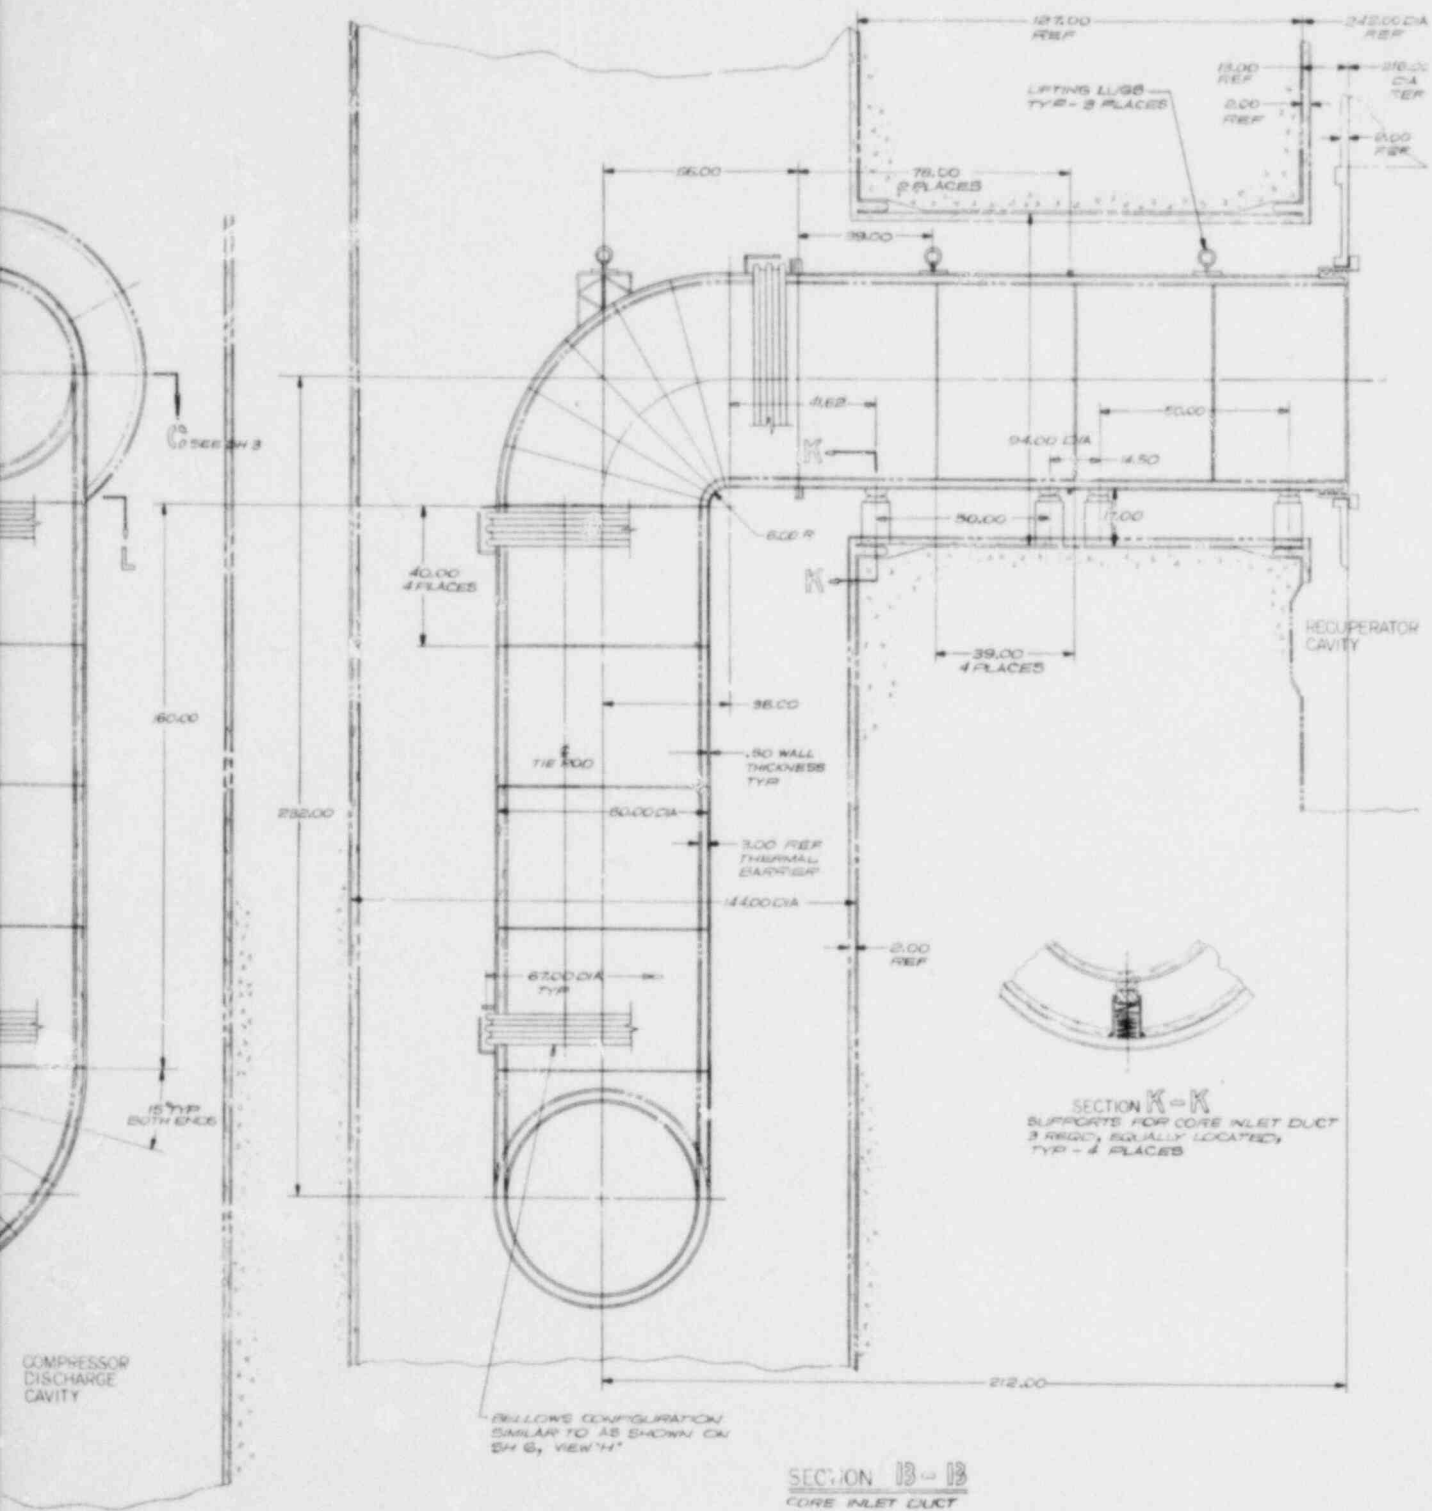 127.00
REF
242.00 DIA
REF
13.00
REF
DIA
REF
LIFTING LUGS
TYP - 3 PLACES
2.00
REF
2.00
REF
56.00
78.00
2 PLACES
39.00
C SEE SH 3
41.62
50.00
K
94.00 DIA
14.50
50.00
17.00
L
6.00 R
K
40.00
4 PLACES
RECUPERATOR
CAVITY
39.00
4 PLACES
36.00
160.00
℄
TIE ROD
.50 WALL
THICKNESS
TYP
232.00
60.00 DIA
3.00 REF
THERMAL
BARRIER
144.00 DIA
2.00
REF
67.00 DIA
TYP
15° TYP
BOTH ENDS
SECTION K-K
SUPPORTS FOR CORE INLET DUCT
3 REQD, EQUALLY LOCATED,
TYP - 4 PLACES
COMPRESSOR
DISCHARGE
CAVITY
212.00
BELLOWS CONFIGURATION
SIMILAR TO AS SHOWN ON
SH 6, VIEW "H"
SECTION B-B
CORE INLET DUCT